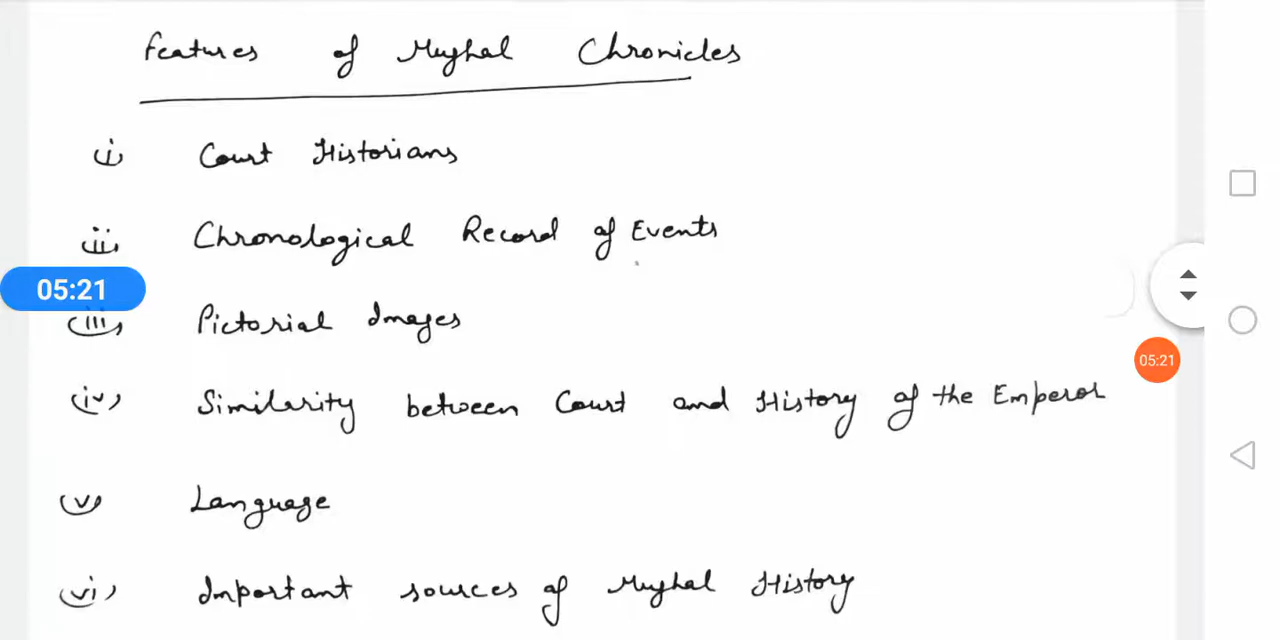 Features of Mughal Chronicles
(i) Court Historians
(ii) Chronological Record of Events
05:21
(iii) Pictorial Images
05:21
(iv) Similarity between Court and History of the Emperor
(v) Language
(vi) Important sources of Mughal History